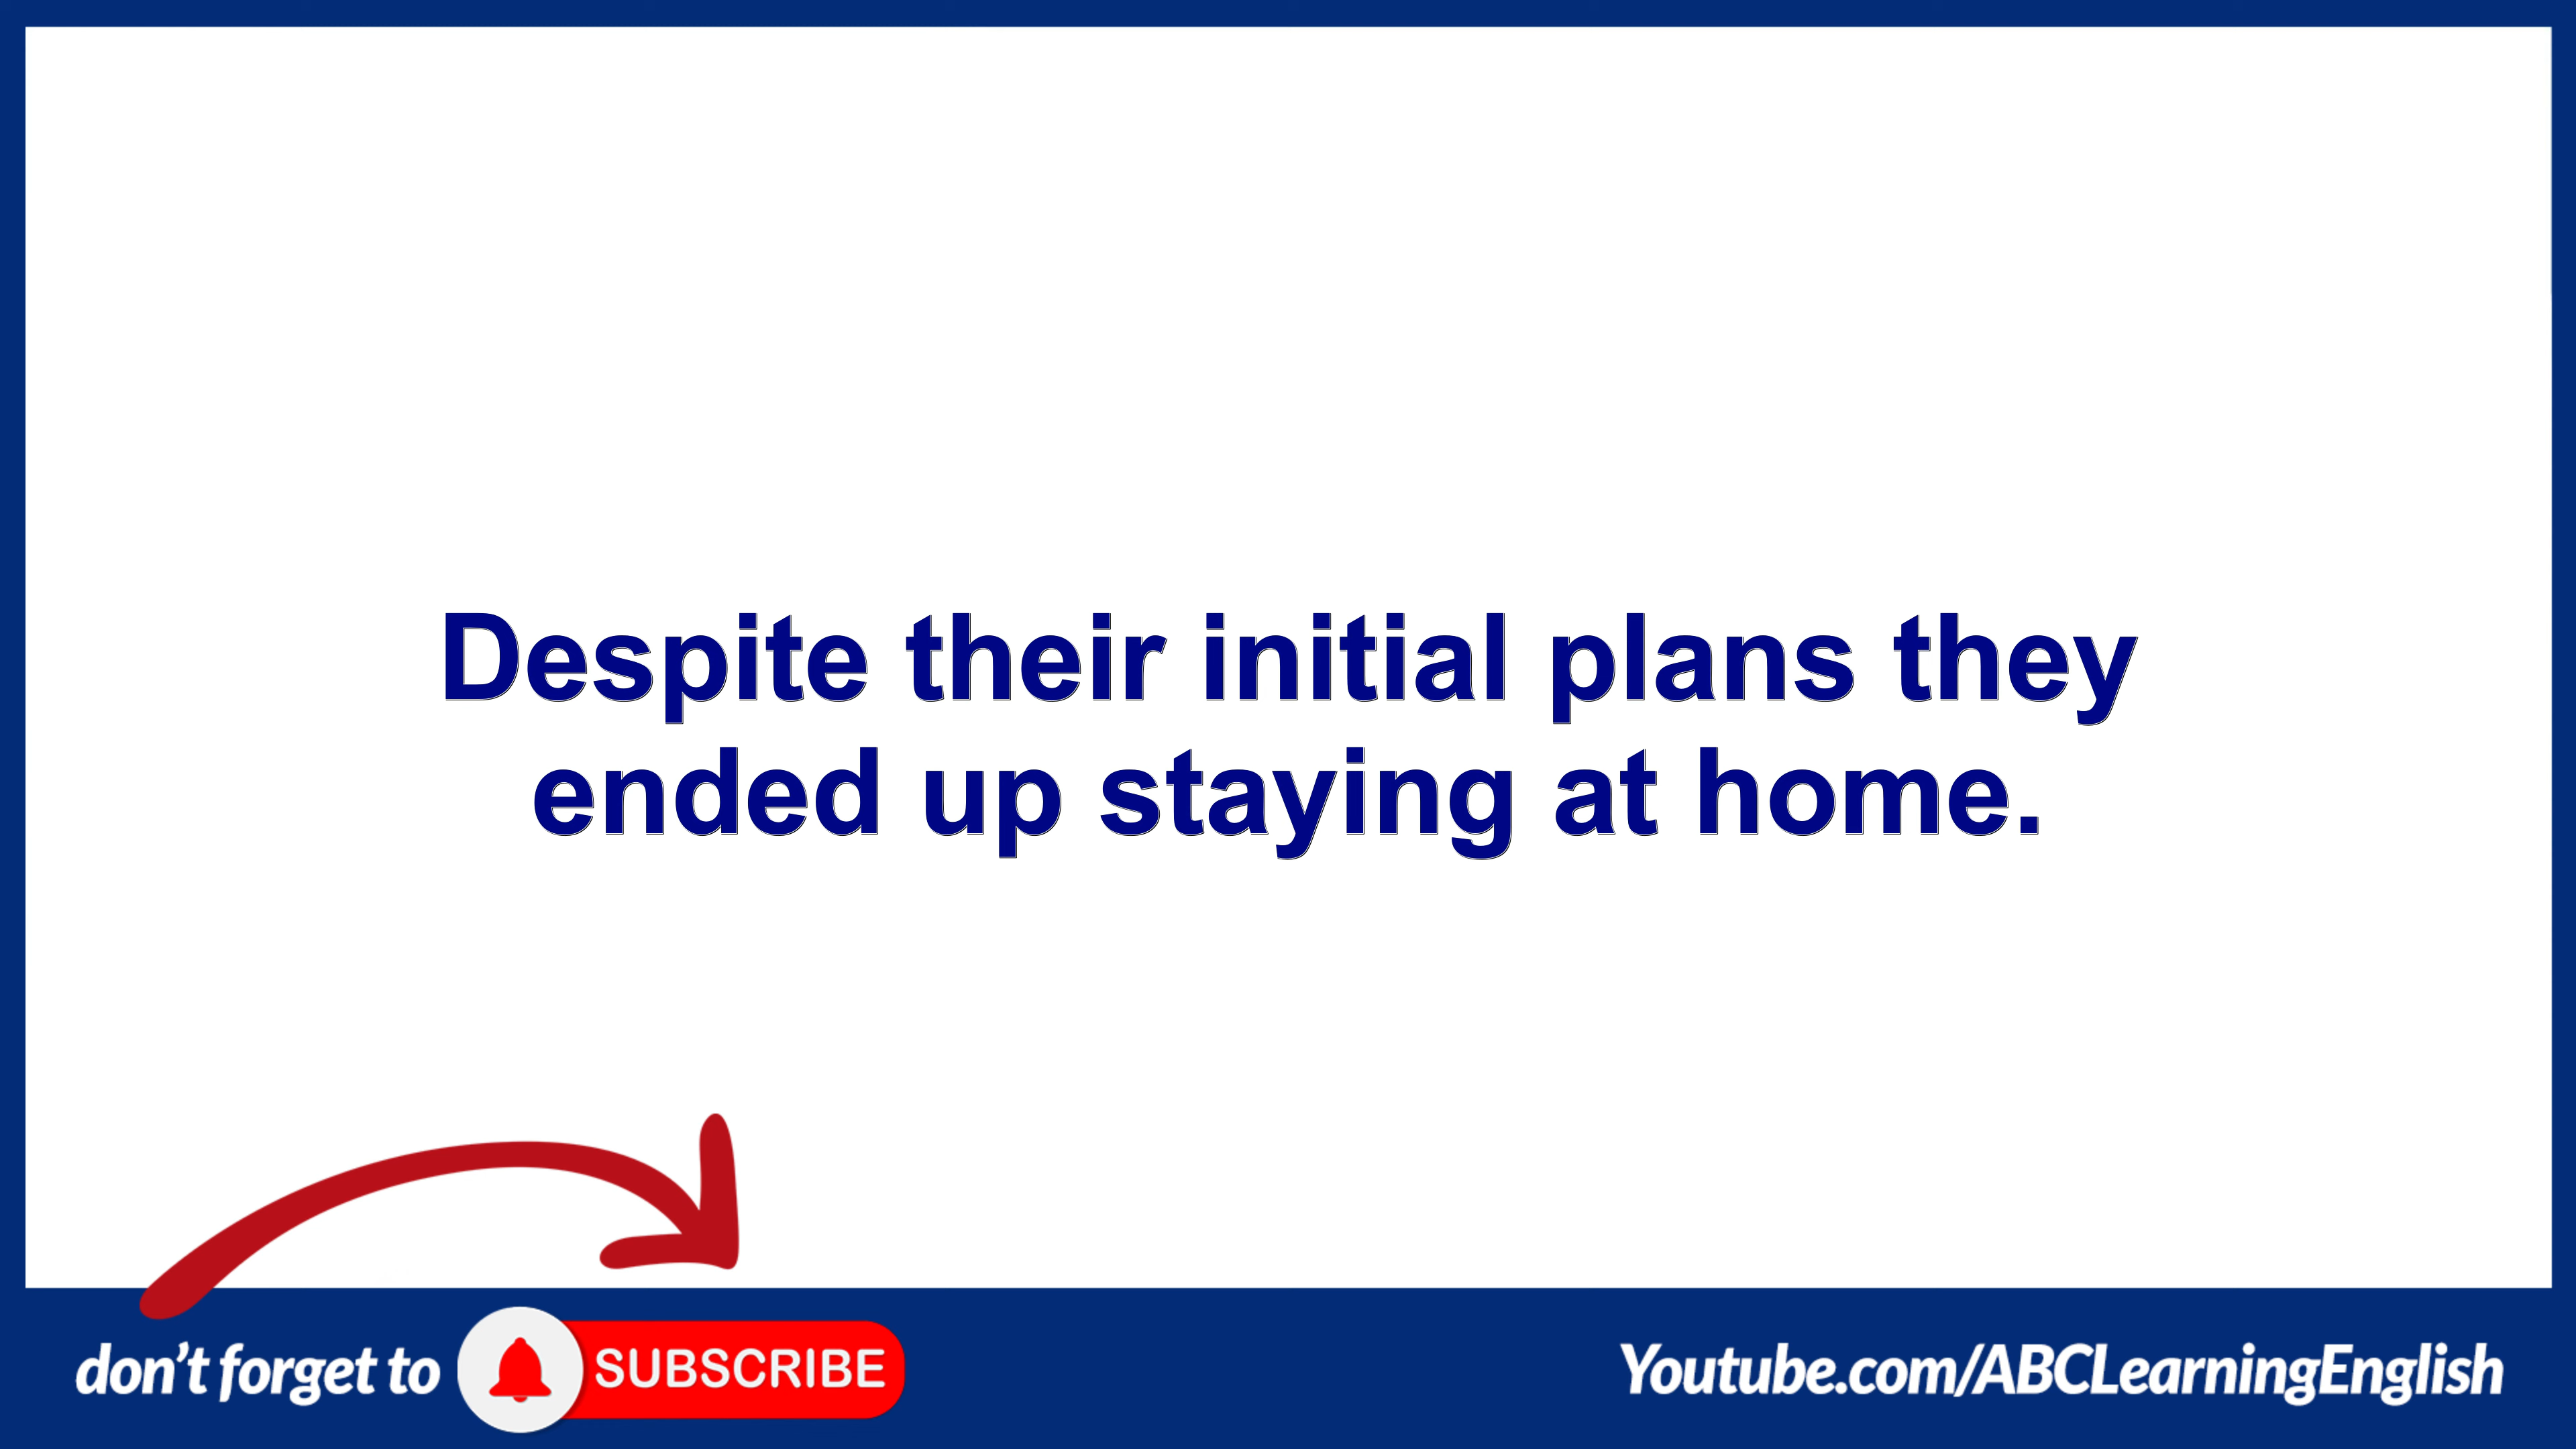 Despite their initial plans they
ended up staying at home.
don't forget to SUBSCRIBE
Youtube.com/ABCLearningEnglish